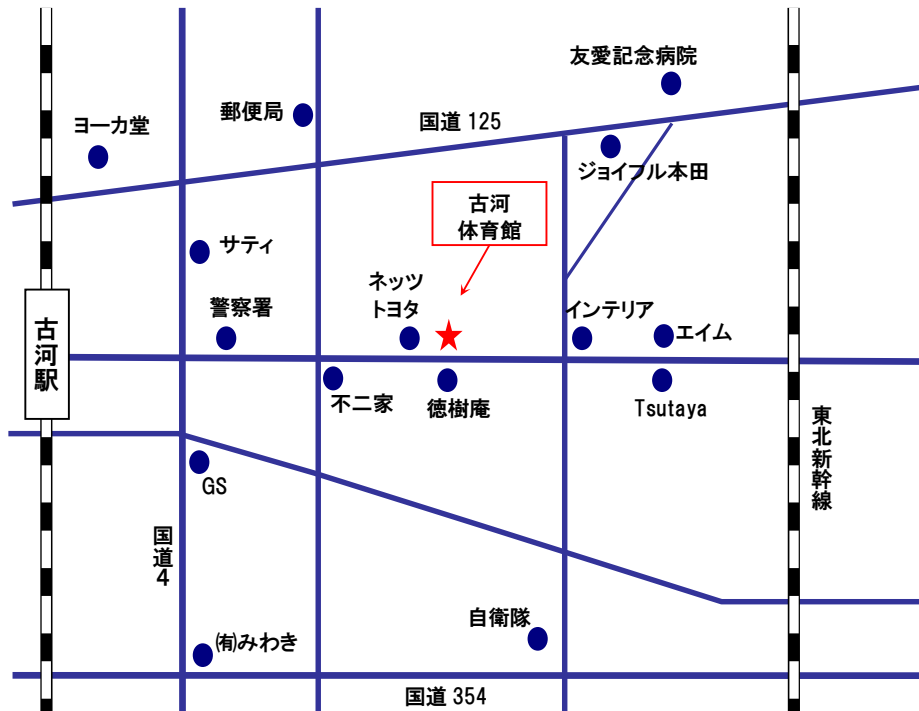 友愛記念病院
郵便局
国道 125
ヨーカ堂
ジョイフル本田
古河
体育館
サティ
ネッツ
トヨタ
警察署
インテリア
エイム
古河駅
不二家
徳樹庵
Tsutaya
東北新幹線
GS
国道4
自衛隊
㈲みわき
国道 354